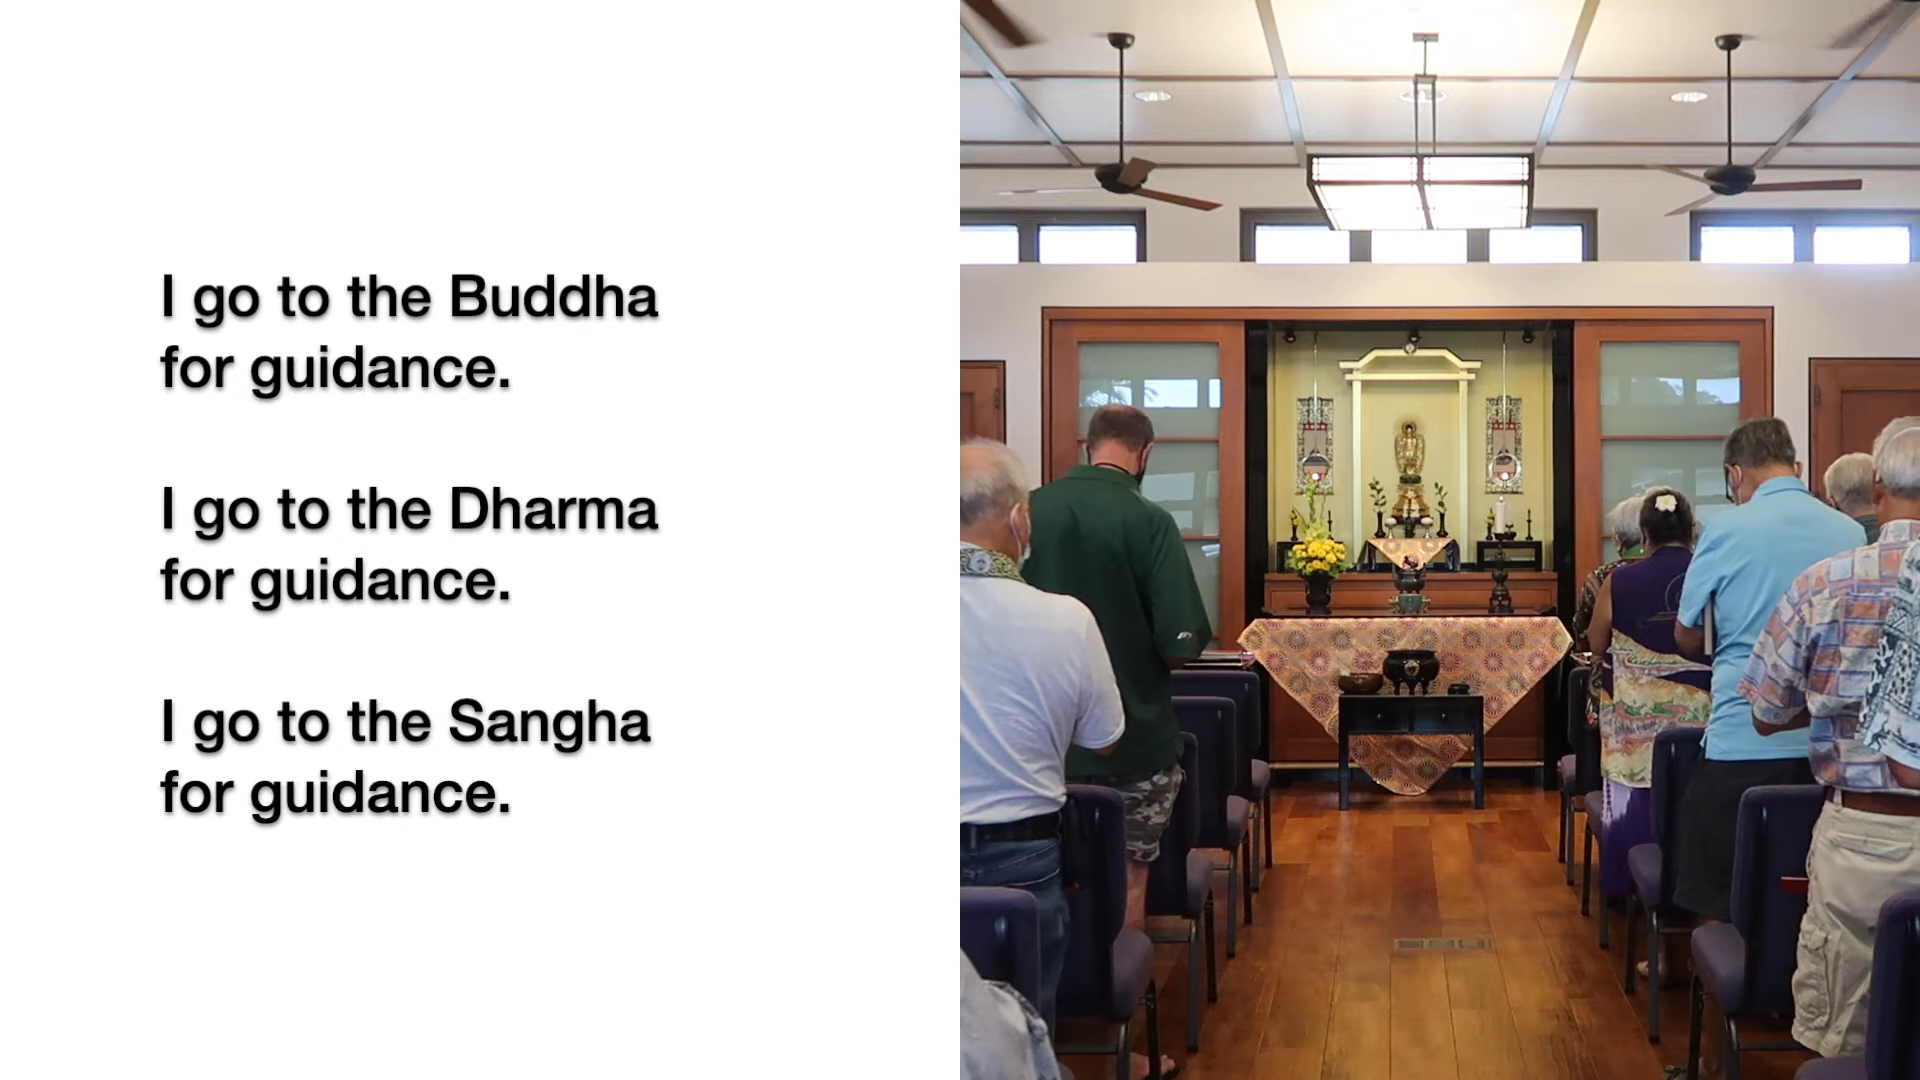 I go to the Buddha
for guidance.
I go to the Dharma
for guidance.
I go to the Sangha
for guidance.